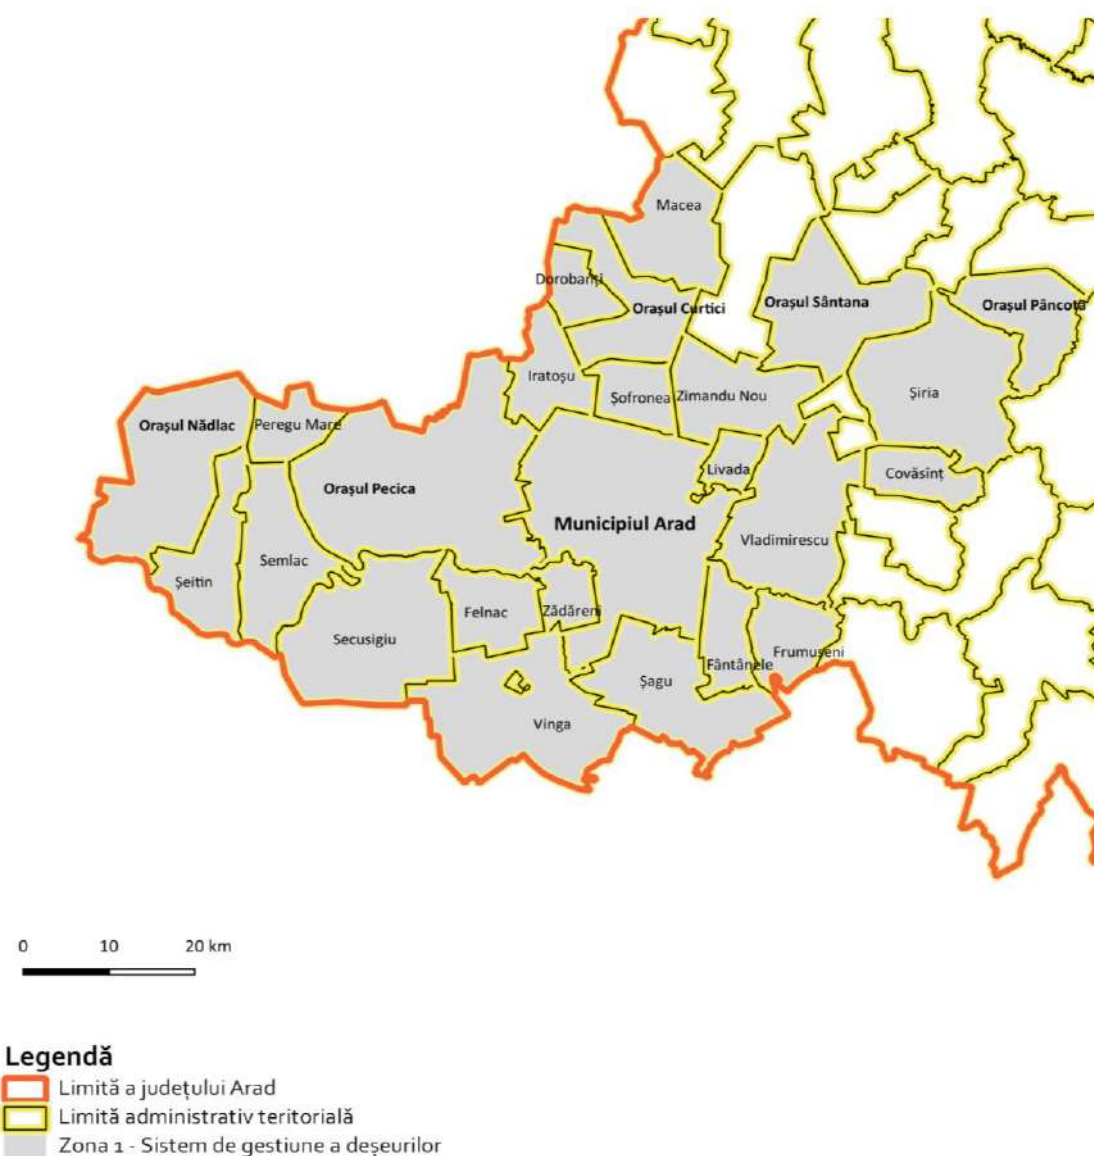 Macea
Dorobanți
Orașul Curtici
Orașul Sântana
Orașul Pâncota
Iratoșu
Șofronea
Zimandu Nou
Șiria
Orașul Nădlac
Peregu Mare
Orașul Pecica
Livada
Covăsînț
Municipiul Arad
Vladimirescu
Șeitin
Semlac
Felnac
Zădăreni
Secusigiu
Frumușeni
Fântânele
Șagu
Vinga
0 10 20 km
Legendă
Limită a județului Arad
Limită administrativ teritorială
Zona 1 - Sistem de gestiune a deșeurilor